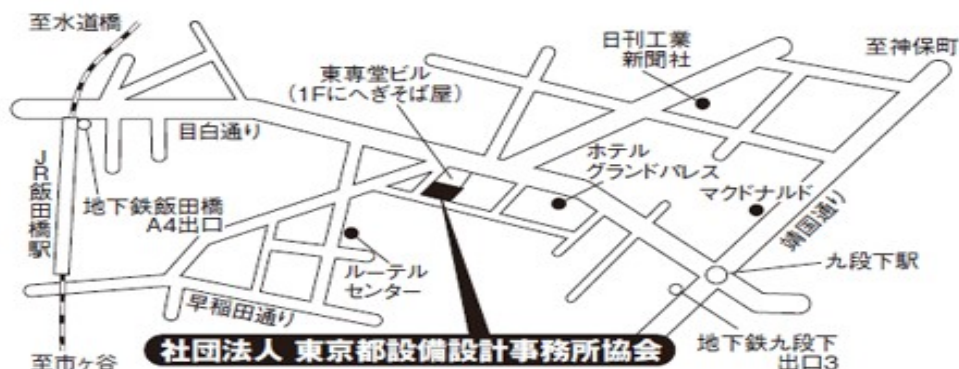 至水道橋
日刊工業
新聞社
至神保町
東専堂ビル
(1Fにへぎそば屋)
目白通り
ホテル
グランドパレス
マクドナルド
JR飯田橋駅
地下鉄飯田橋
A4出口
靖国通り
ルーテル
センター
九段下駅
早稲田通り
社団法人 東京都設備設計事務所協会
地下鉄九段下
出口3
至市ヶ谷